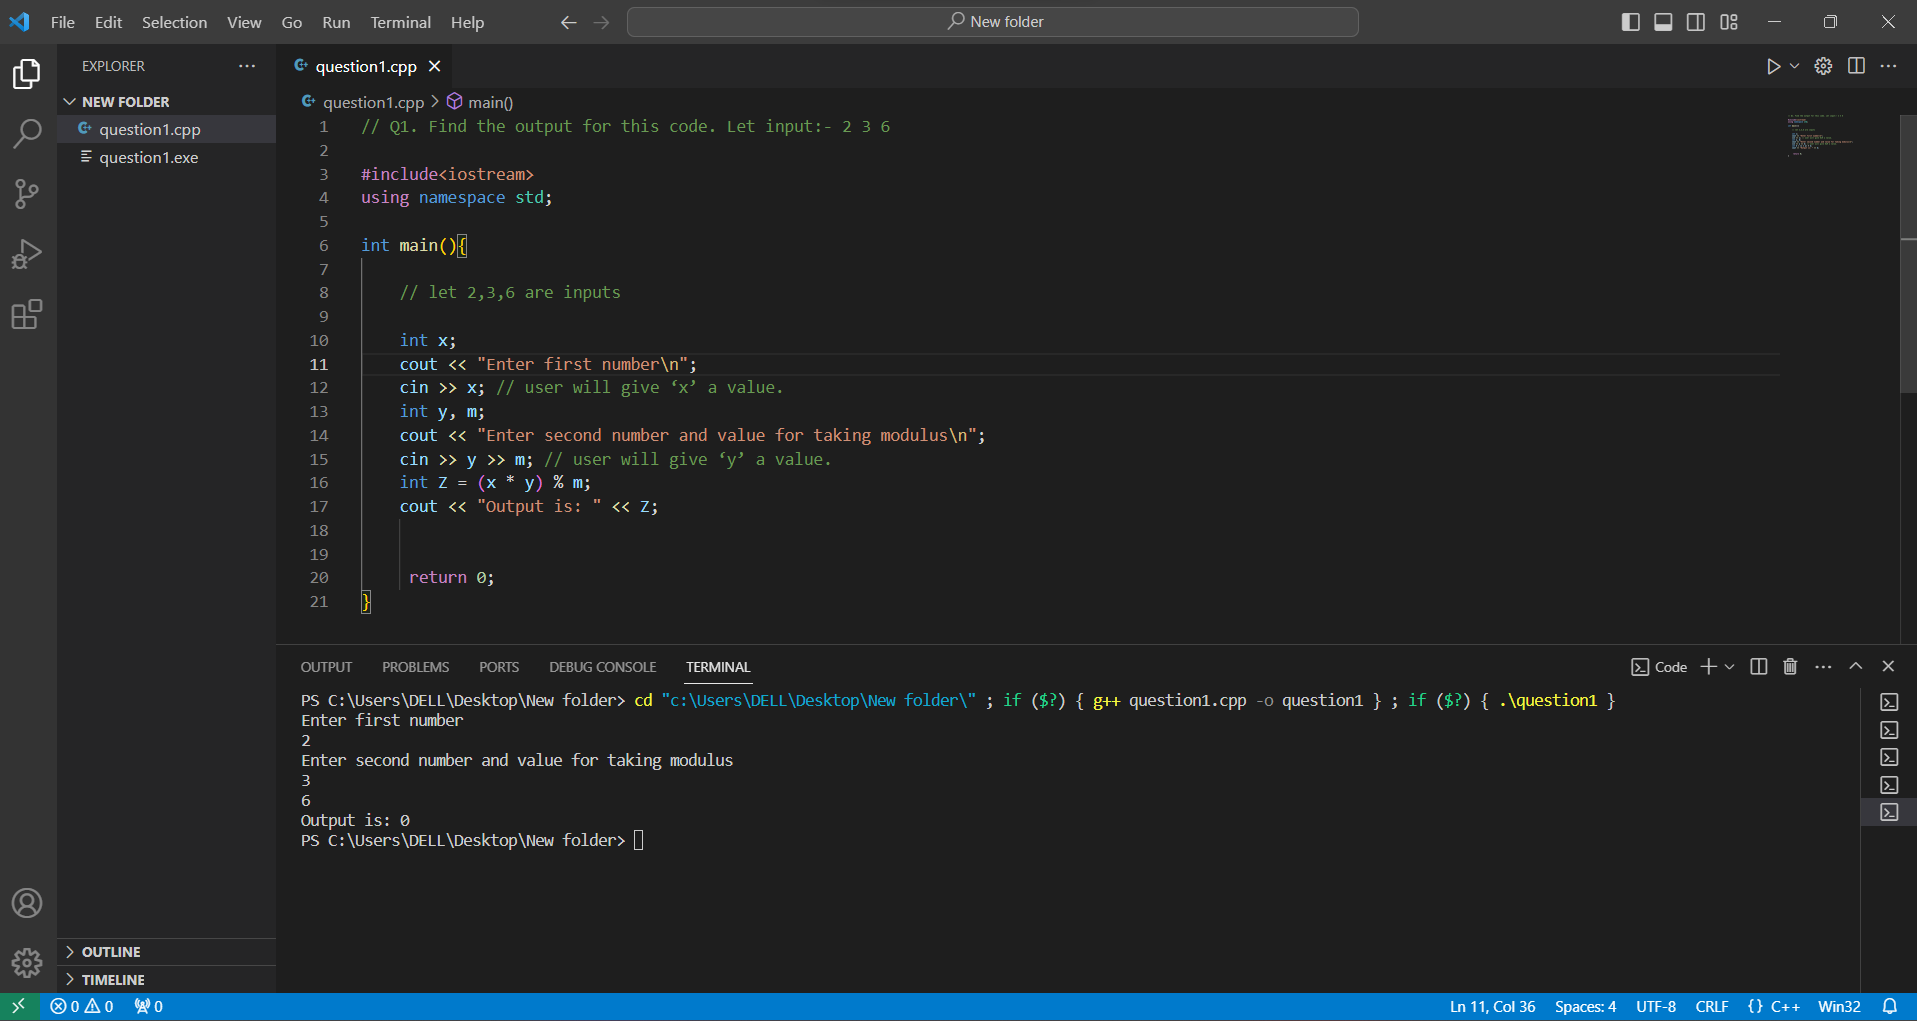 File Edit Selection View Go Run Terminal Help
New folder
EXPLORER
NEW FOLDER
question1.cpp
question1.exe
OUTLINE
TIMELINE
question1.cpp
question1.cpp > main()
1 // Q1. Find the output for this code. Let input:- 2 3 6
2
3 #include<iostream>
4 using namespace std;
5
6 int main(){
7
8 // let 2,3,6 are inputs
9
10 int x;
11 cout << "Enter first number\n";
12 cin >> x; // user will give ‘x’ a value.
13 int y, m;
14 cout << "Enter second number and value for taking modulus\n";
15 cin >> y >> m; // user will give ‘y’ a value.
16 int Z = (x * y) % m;
17 cout << "Output is: " << Z;
18
19
20 return 0;
21 }
OUTPUT PROBLEMS PORTS DEBUG CONSOLE TERMINAL
Code
PS C:\Users\DELL\Desktop\New folder> cd "c:\Users\DELL\Desktop\New folder\" ; if ($?) { g++ question1.cpp -o question1 } ; if ($?) { .\question1 }
Enter first number
2
Enter second number and value for taking modulus
3
6
Output is: 0
PS C:\Users\DELL\Desktop\New folder>
0 0 0
Ln 11, Col 36 Spaces: 4 UTF-8 CRLF {} C++ Win32